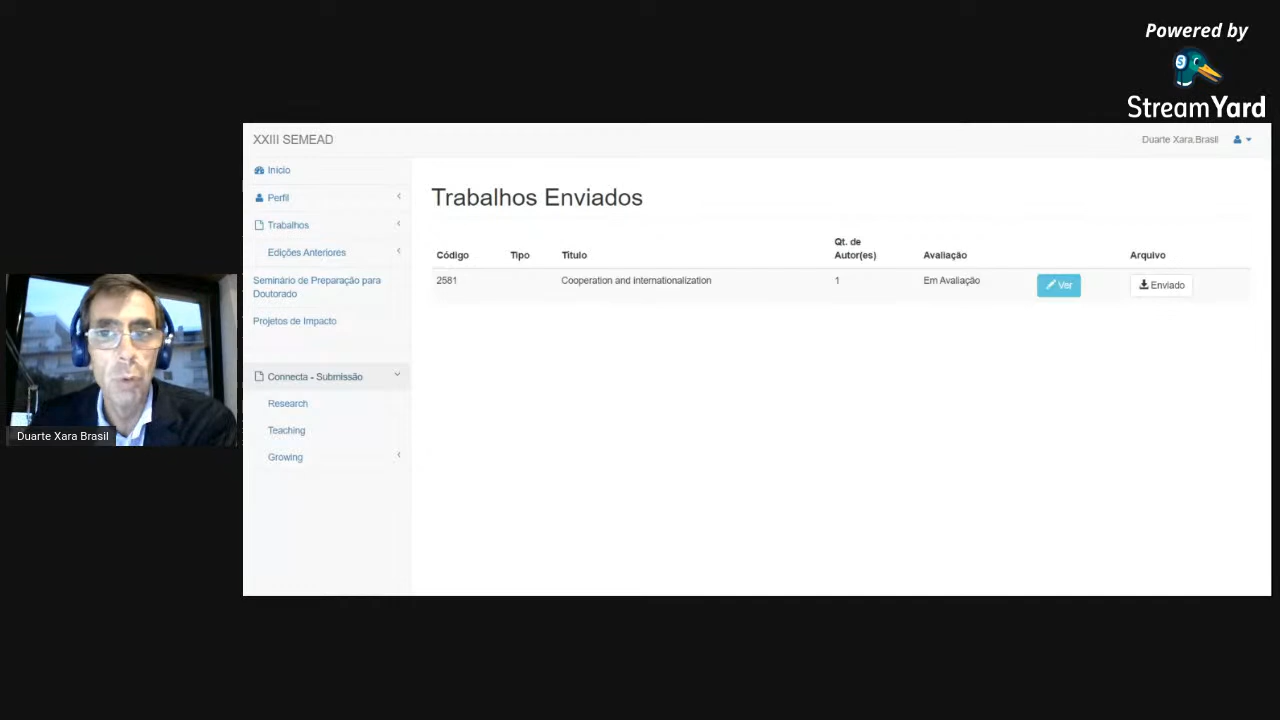 Powered by
StreamYard
XXIII SEMEAD
Duarte Xara.Brasil
Início
Perfil
Trabalhos
Edições Anteriores
Seminário de Preparação para
Doutorado
Projetos de Impacto
Connecta - Submissão
Research
Teaching
Growing
Trabalhos Enviados
Código Tipo Título Qt. de Autor(es) Avaliação Arquivo
2581 Cooperation and internationalization 1 Em Avaliação Ver Enviado
Duarte Xara Brasil